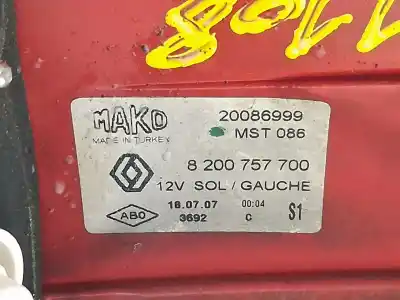 1108
MAKO
MADE IN TURKEY
20086999
MST 086
8 200 757 700
12V SOL / GAUCHE
ABO
18.07.07 00:04
3692 C S1